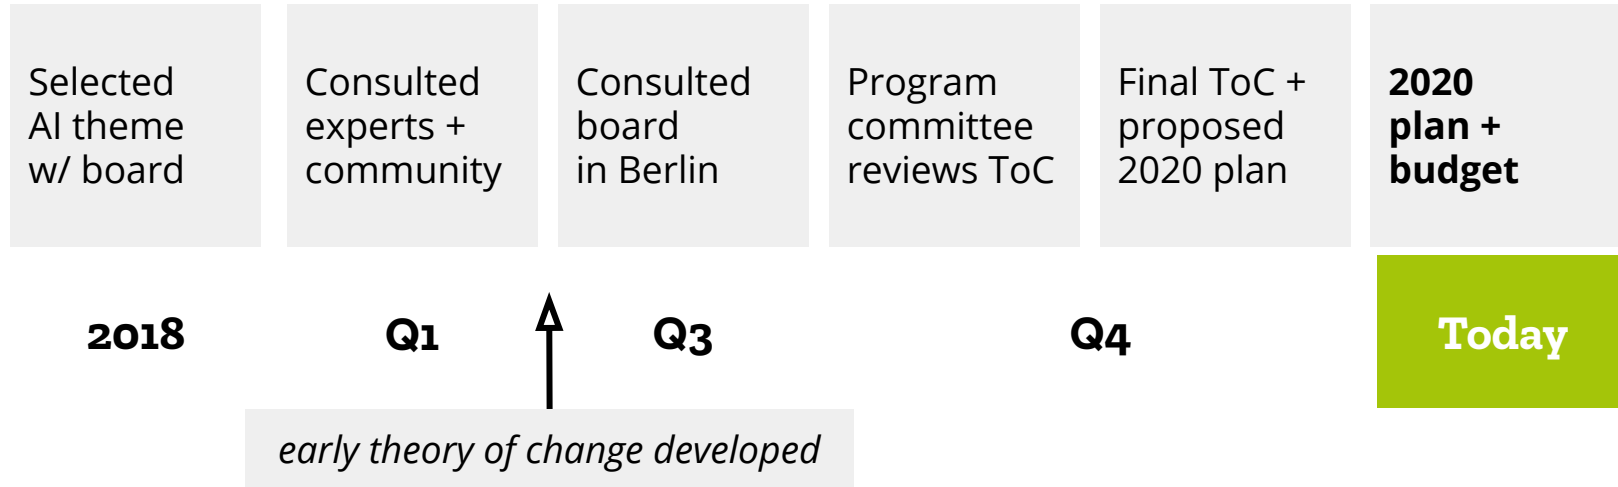 Selected
AI theme
w/ board
Consulted
experts +
community
Consulted
board
in Berlin
Program
committee
reviews ToC
Final ToC +
proposed
2020 plan
2020
plan +
budget
2018
Q1
Q3
Q4
Today
early theory of change developed